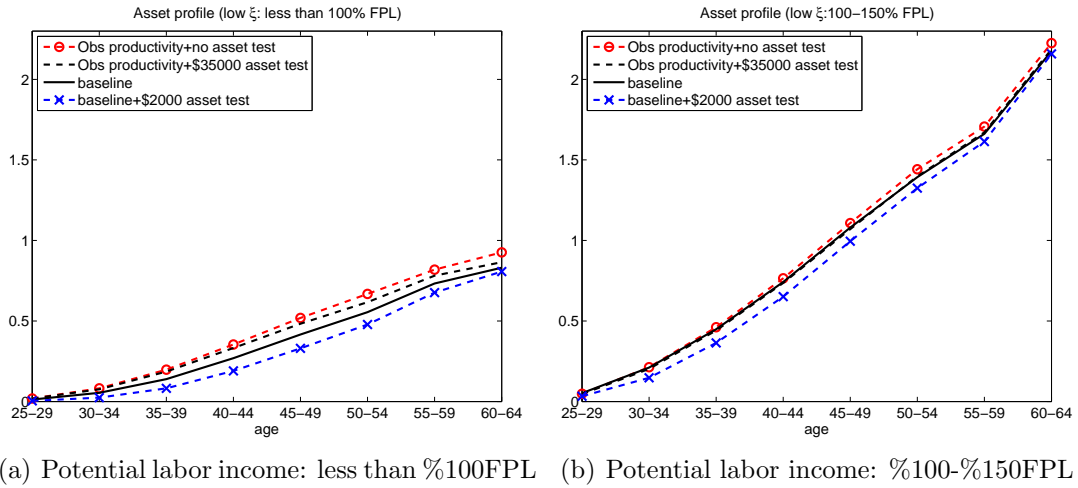 Asset profile (low ξ: less than 100% FPL)
Obs productivity+no asset test
Obs productivity+$35000 asset test
baseline
baseline+$2000 asset test
2
1.5
1
0.5
0
25−29 30−34 35−39 40−44 45−49 50−54 55−59 60−64
age
(a) Potential labor income: less than %100FPL
Asset profile (low ξ:100−150% FPL)
Obs productivity+no asset test
Obs productivity+$35000 asset test
baseline
baseline+$2000 asset test
2
1.5
1
0.5
0
25−29 30−34 35−39 40−44 45−49 50−54 55−59 60−64
age
(b) Potential labor income: %100-%150FPL